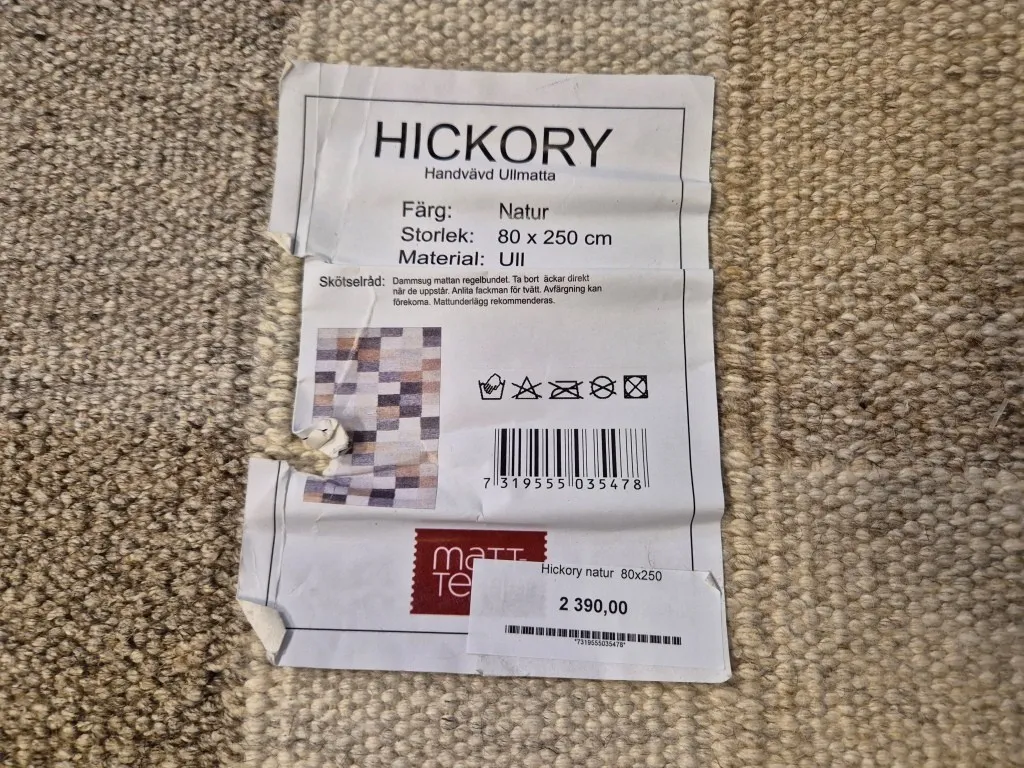 HICKORY
Handvävd Ullmatta
Färg: Natur
Storlek: 80 x 250 cm
Material: Ull
Skötselråd: Dammsug mattan regelbundet. Ta bort äckar direkt
när de uppstår. Anlita fackman för tvätt. Avfärgning kan
förekoma. Mattunderlägg rekommenderas.
7 319555 035478
maTT-
Te
Hickory natur 80x250
2 390,00
*7319555035478*